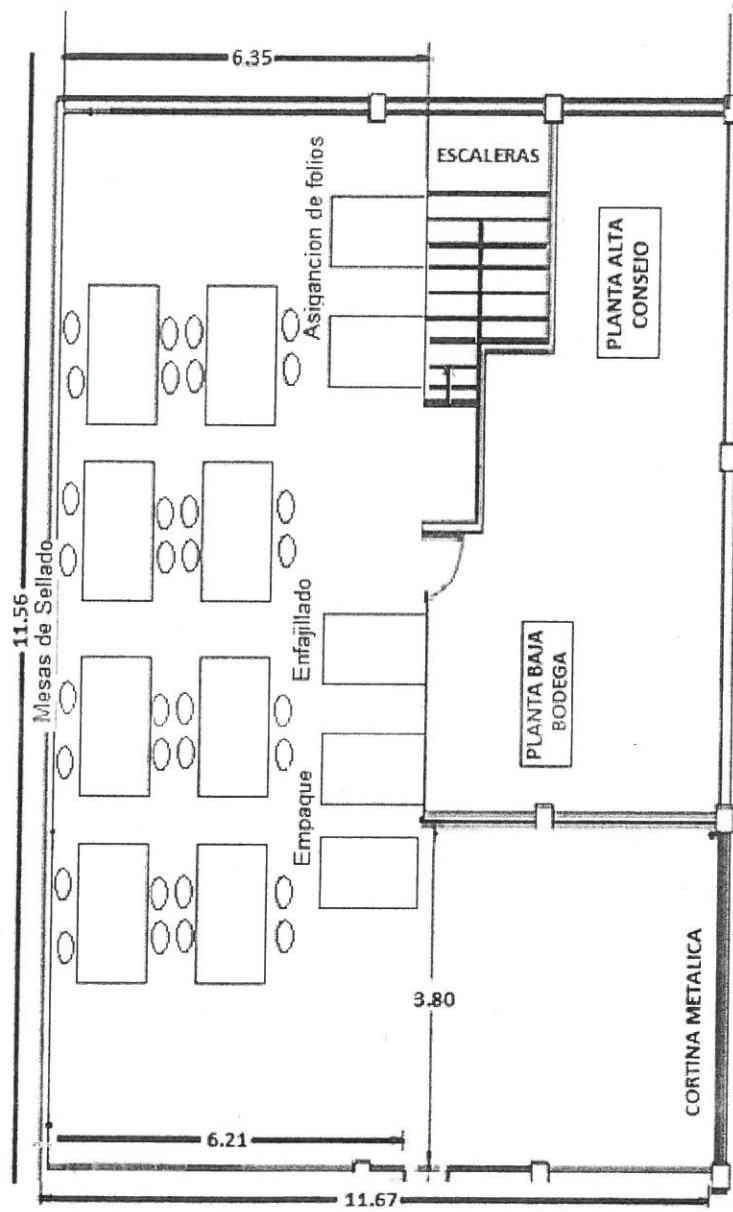 6.35
ESCALERAS
Asigancion de folios
PLANTA ALTA
CONSEJO
11.56
Mesas de Sellado
Enfajillado
PLANTA BAJA
BODEGA
Empaque
3.80
CORTINA METALICA
6.21
11.67